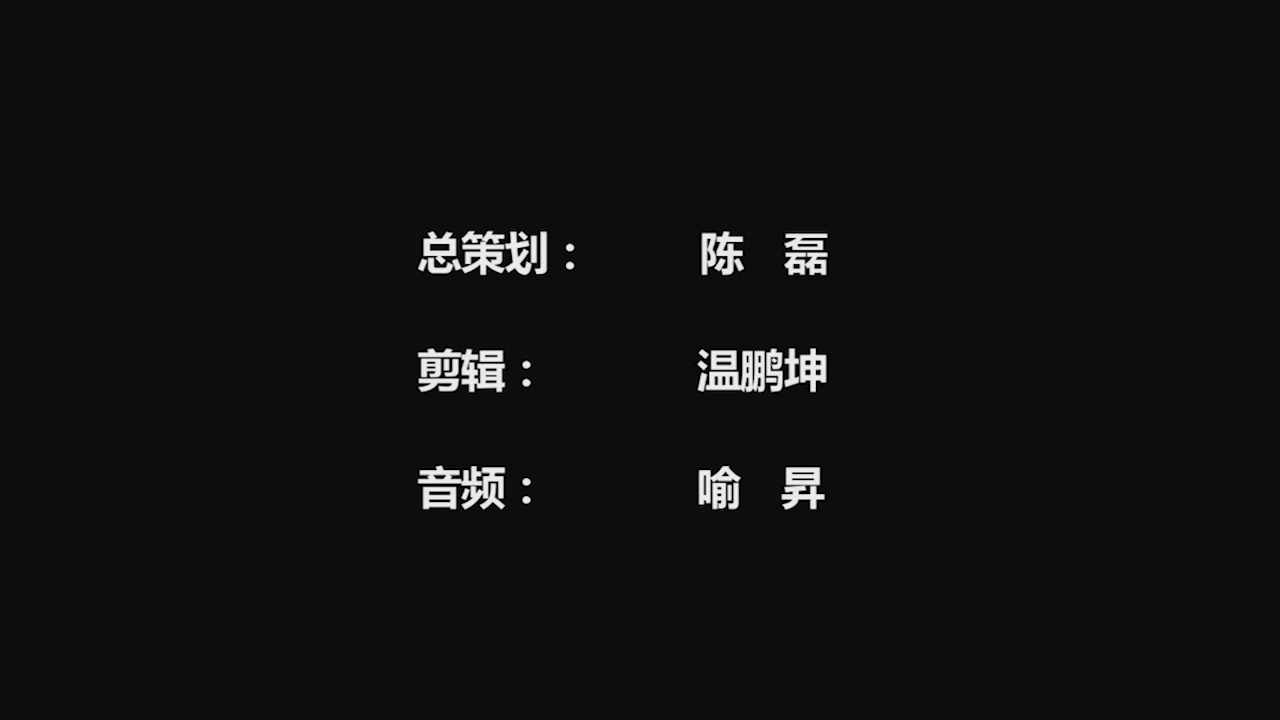 总策划： 陈 磊
剪辑： 温鹏坤
音频： 喻 昇